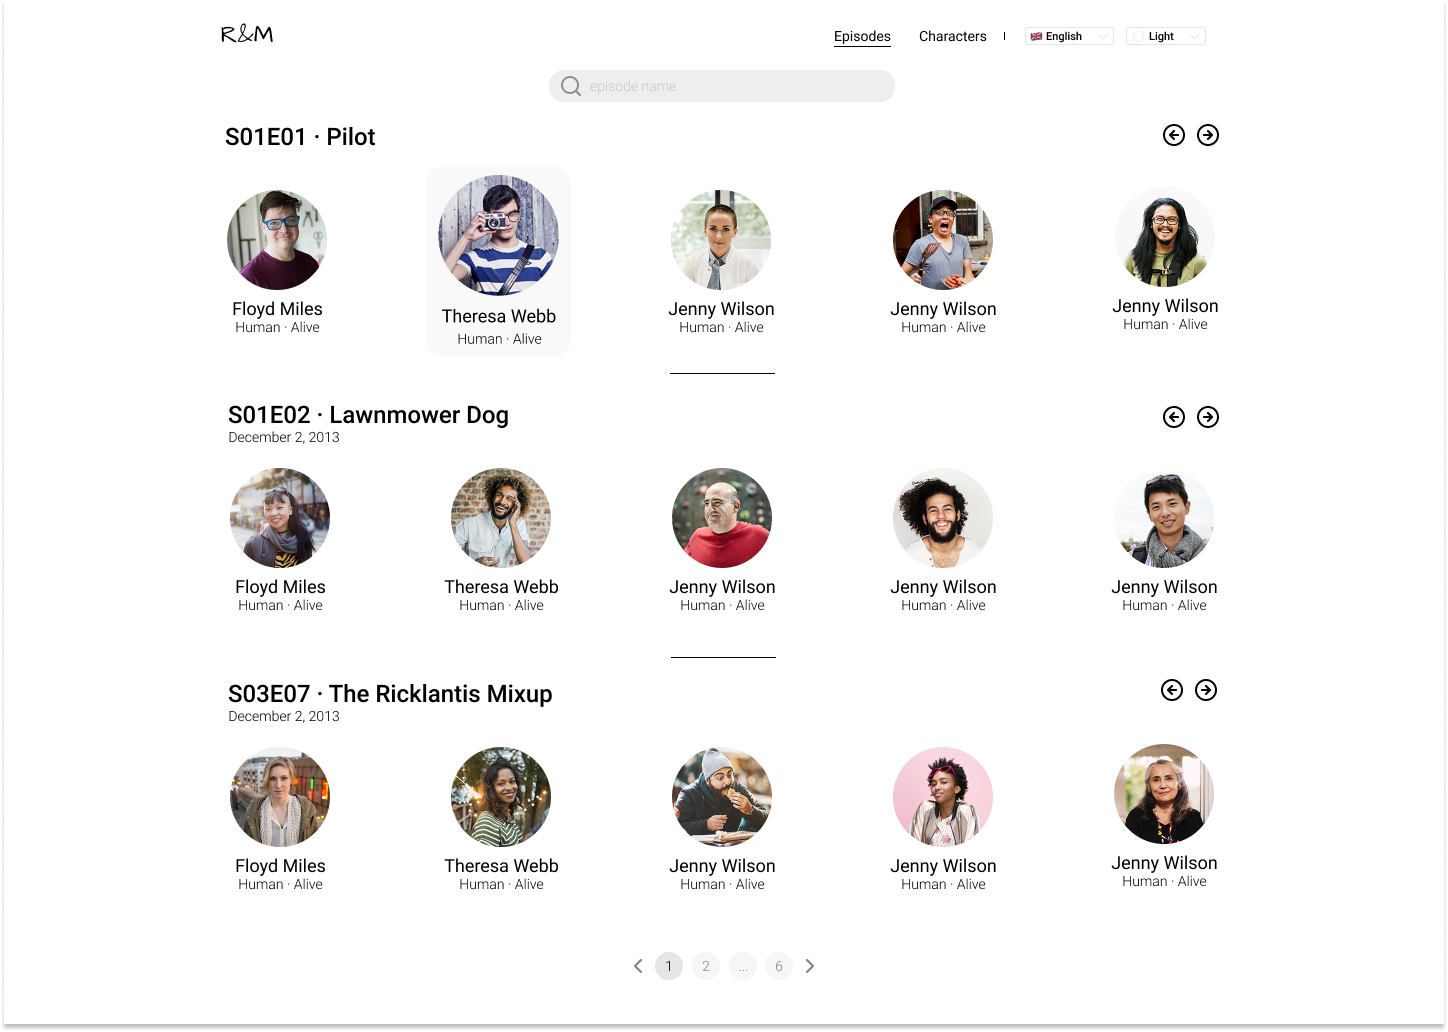 R&M
Episodes Characters | English Light
episode name
S01E01 · Pilot
Floyd Miles
Human · Alive
Theresa Webb
Human · Alive
Jenny Wilson
Human · Alive
Jenny Wilson
Human · Alive
Jenny Wilson
Human · Alive
S01E02 · Lawnmower Dog
December 2, 2013
Floyd Miles
Human · Alive
Theresa Webb
Human · Alive
Jenny Wilson
Human · Alive
Jenny Wilson
Human · Alive
Jenny Wilson
Human · Alive
S03E07 · The Ricklantis Mixup
December 2, 2013
Floyd Miles
Human · Alive
Theresa Webb
Human · Alive
Jenny Wilson
Human · Alive
Jenny Wilson
Human · Alive
Jenny Wilson
Human · Alive
1 2 ... 6